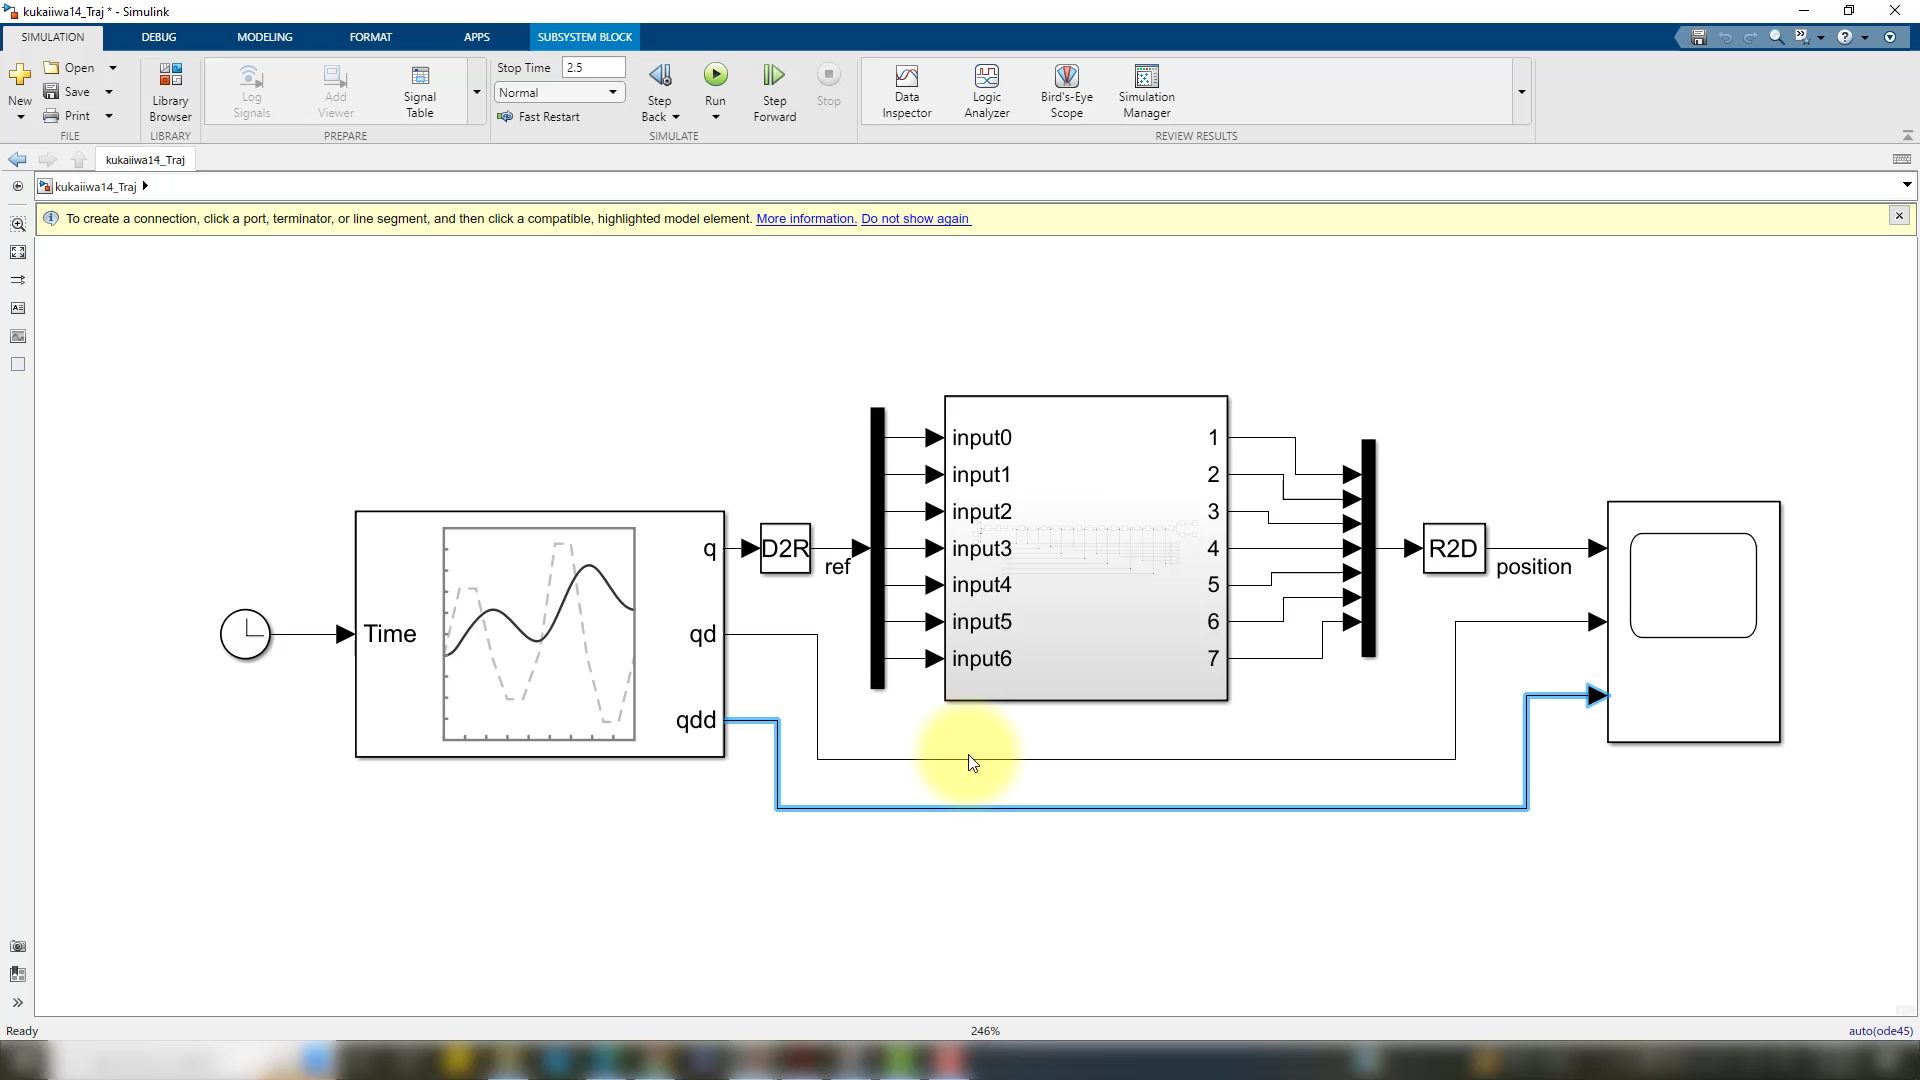 kukaiiwa14_Traj * - Simulink
SIMULATION DEBUG MODELING FORMAT APPS SUBSYSTEM BLOCK
New
Open
Save
Print
FILE
Library Browser
LIBRARY
Log Signals
Add Viewer
Signal Table
PREPARE
Stop Time 2.5
Normal
Fast Restart
Step Back
Run
Step Forward
Stop
SIMULATE
Data Inspector
Logic Analyzer
Bird's-Eye Scope
Simulation Manager
REVIEW RESULTS
kukaiiwa14_Traj
kukaiiwa14_Traj
To create a connection, click a port, terminator, or line segment, and then click a compatible, highlighted model element. More information. Do not show again
Time
q
qd
qdd
D2R
ref
input0 1
input1 2
input2 3
input3 4
input4 5
input5 6
input6 7
R2D
position
Ready 246% auto(ode45)